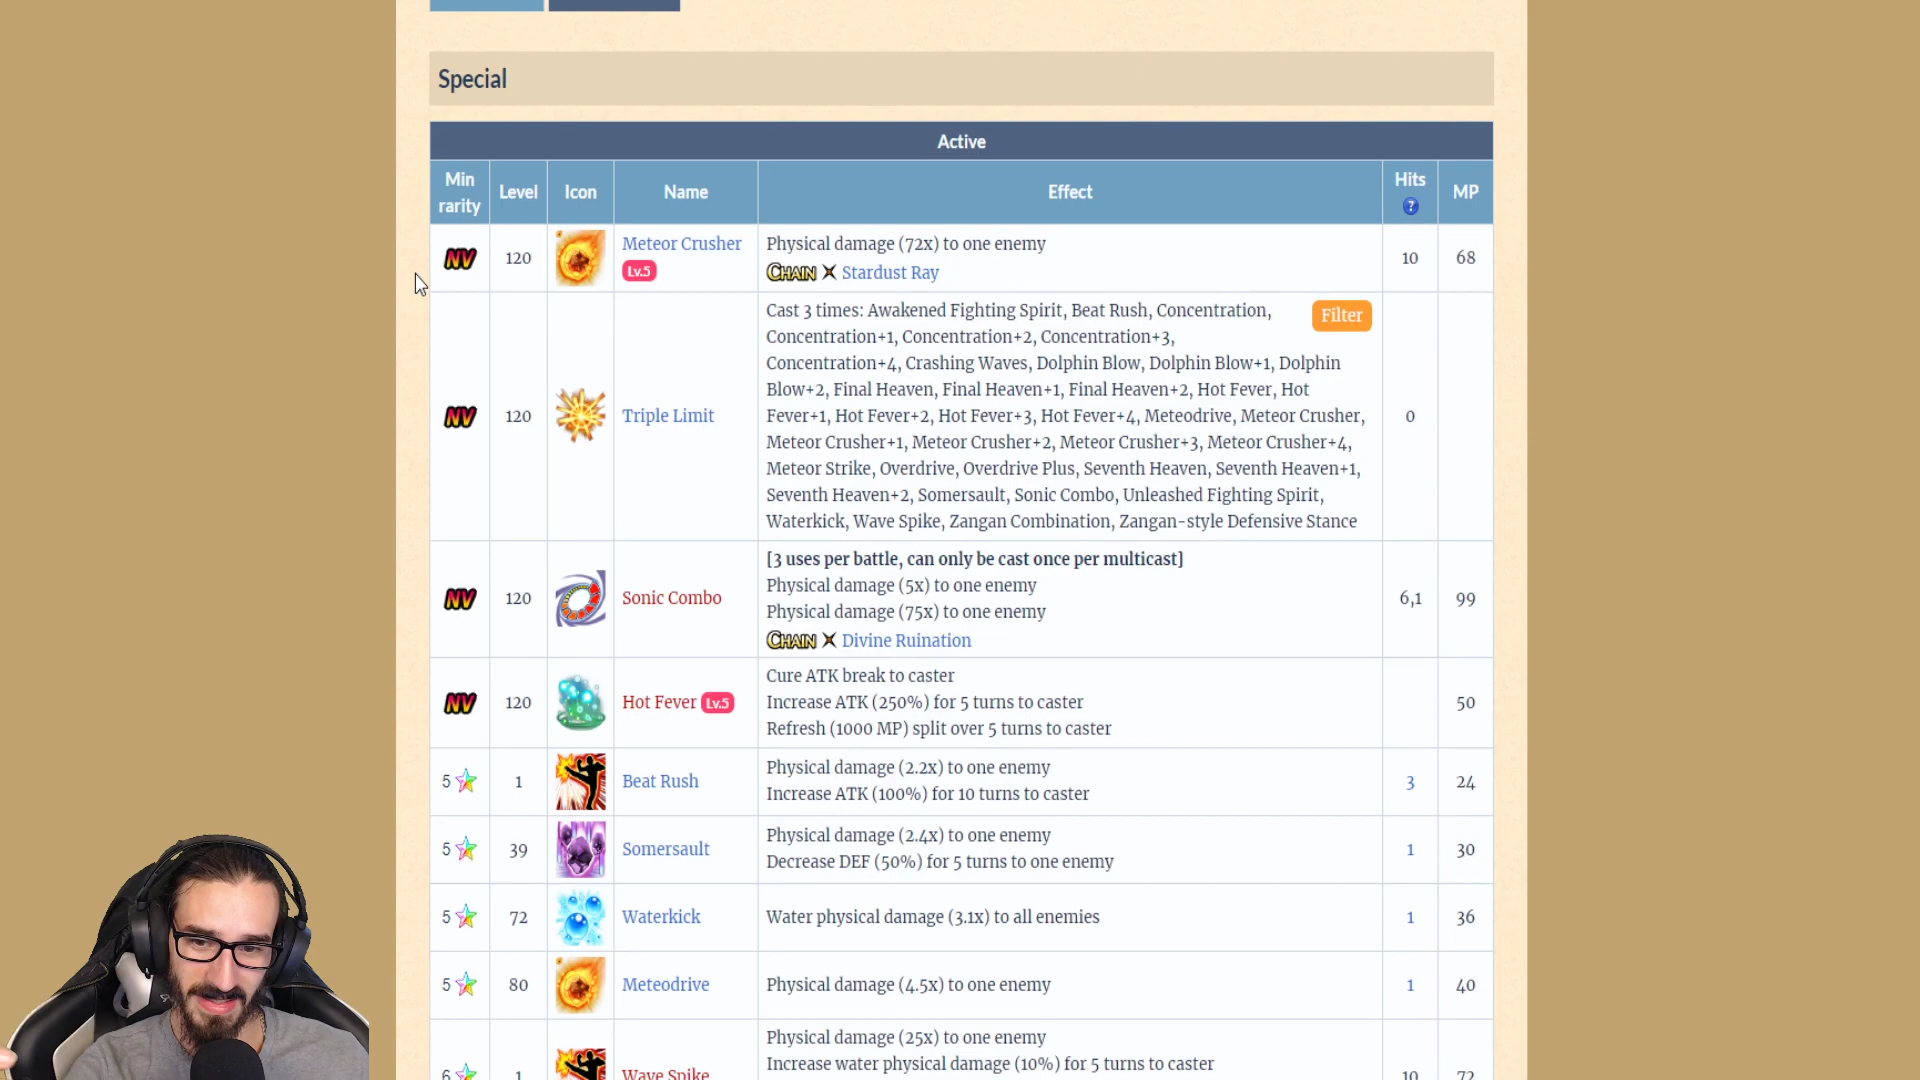 Special
Active
Min
rarity
Level
Icon
Name
Effect
Hits
?
MP
NV
120
Meteor Crusher
Lv.5
Physical damage (72x) to one enemy
CHAIN Stardust Ray
10
68
NV
120
Triple Limit
Cast 3 times: Awakened Fighting Spirit, Beat Rush, Concentration,
Concentration+1, Concentration+2, Concentration+3,
Concentration+4, Crashing Waves, Dolphin Blow, Dolphin Blow+1, Dolphin
Blow+2, Final Heaven, Final Heaven+1, Final Heaven+2, Hot Fever, Hot
Fever+1, Hot Fever+2, Hot Fever+3, Hot Fever+4, Meteodrive, Meteor Crusher,
Meteor Crusher+1, Meteor Crusher+2, Meteor Crusher+3, Meteor Crusher+4,
Meteor Strike, Overdrive, Overdrive Plus, Seventh Heaven, Seventh Heaven+1,
Seventh Heaven+2, Somersault, Sonic Combo, Unleashed Fighting Spirit,
Waterkick, Wave Spike, Zangan Combination, Zangan-style Defensive Stance
Filter
0
NV
120
Sonic Combo
[3 uses per battle, can only be cast once per multicast]
Physical damage (5x) to one enemy
Physical damage (75x) to one enemy
CHAIN Divine Ruination
6,1
99
NV
120
Hot Fever Lv.5
Cure ATK break to caster
Increase ATK (250%) for 5 turns to caster
Refresh (1000 MP) split over 5 turns to caster
50
5
1
Beat Rush
Physical damage (2.2x) to one enemy
Increase ATK (100%) for 10 turns to caster
3
24
5
39
Somersault
Physical damage (2.4x) to one enemy
Decrease DEF (50%) for 5 turns to one enemy
1
30
5
72
Waterkick
Water physical damage (3.1x) to all enemies
1
36
5
80
Meteodrive
Physical damage (4.5x) to one enemy
1
40
6
1
Wave Spike
Physical damage (25x) to one enemy
Increase water physical damage (10%) for 5 turns to caster
10
72